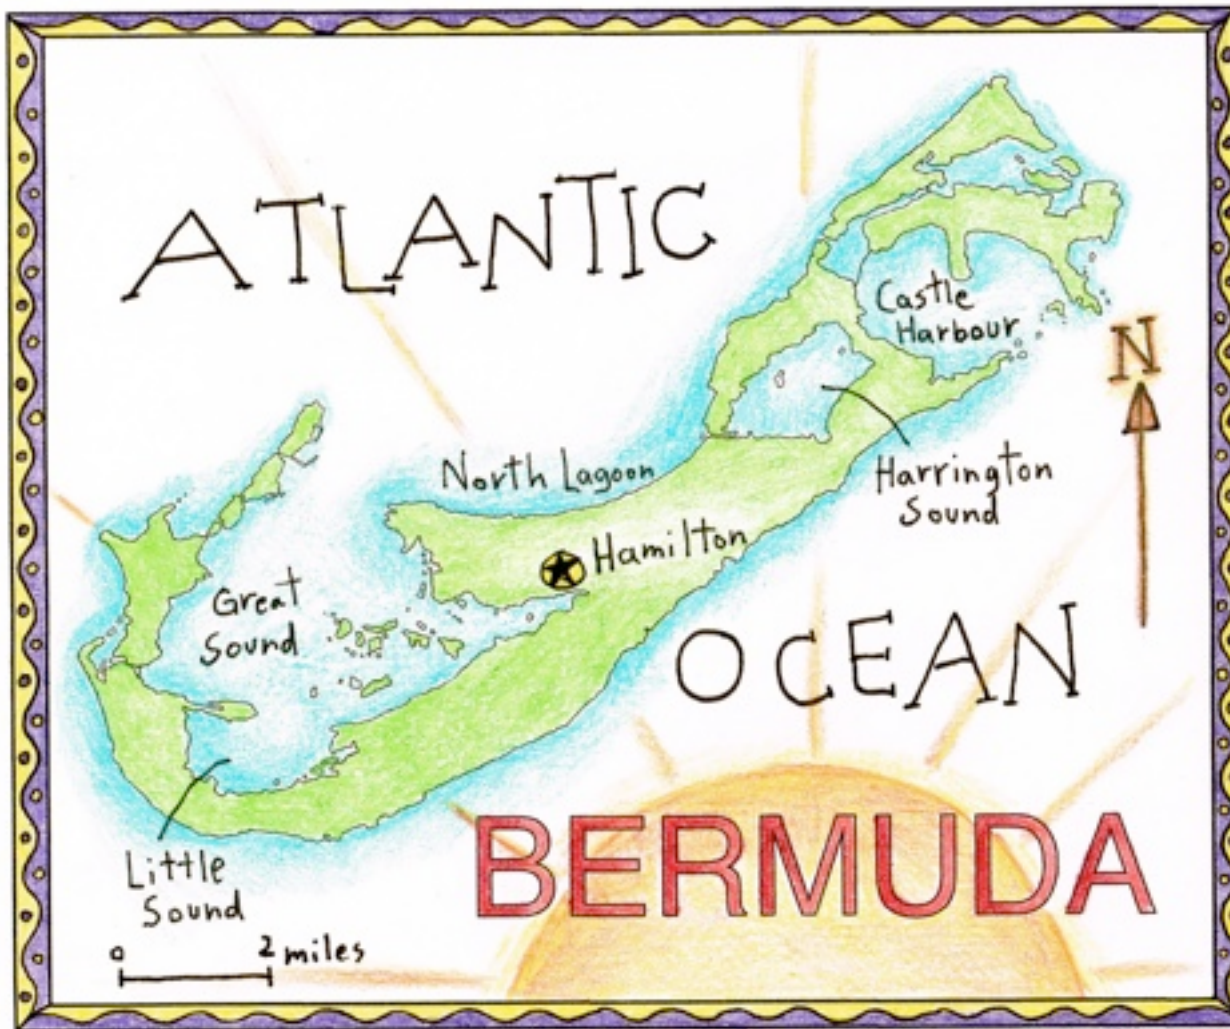 ATLANTIC
Castle
Harbour
N
North Lagoon
Harrington
Sound
Hamilton
Great
Sound
OCEAN
BERMUDA
Little
Sound
0 2 miles